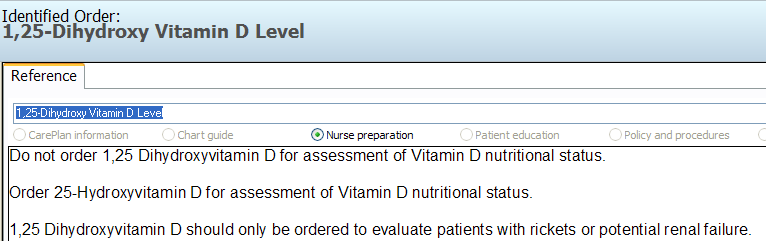 Identified Order:
1,25-Dihydroxy Vitamin D Level
Reference
1,25-Dihydroxy Vitamin D Level
CarePlan information Chart guide Nurse preparation Patient education Policy and procedures
Do not order 1,25 Dihydroxyvitamin D for assessment of Vitamin D nutritional status.
Order 25-Hydroxyvitamin D for assessment of Vitamin D nutritional status.
1,25 Dihydroxyvitamin D should only be ordered to evaluate patients with rickets or potential renal failure.